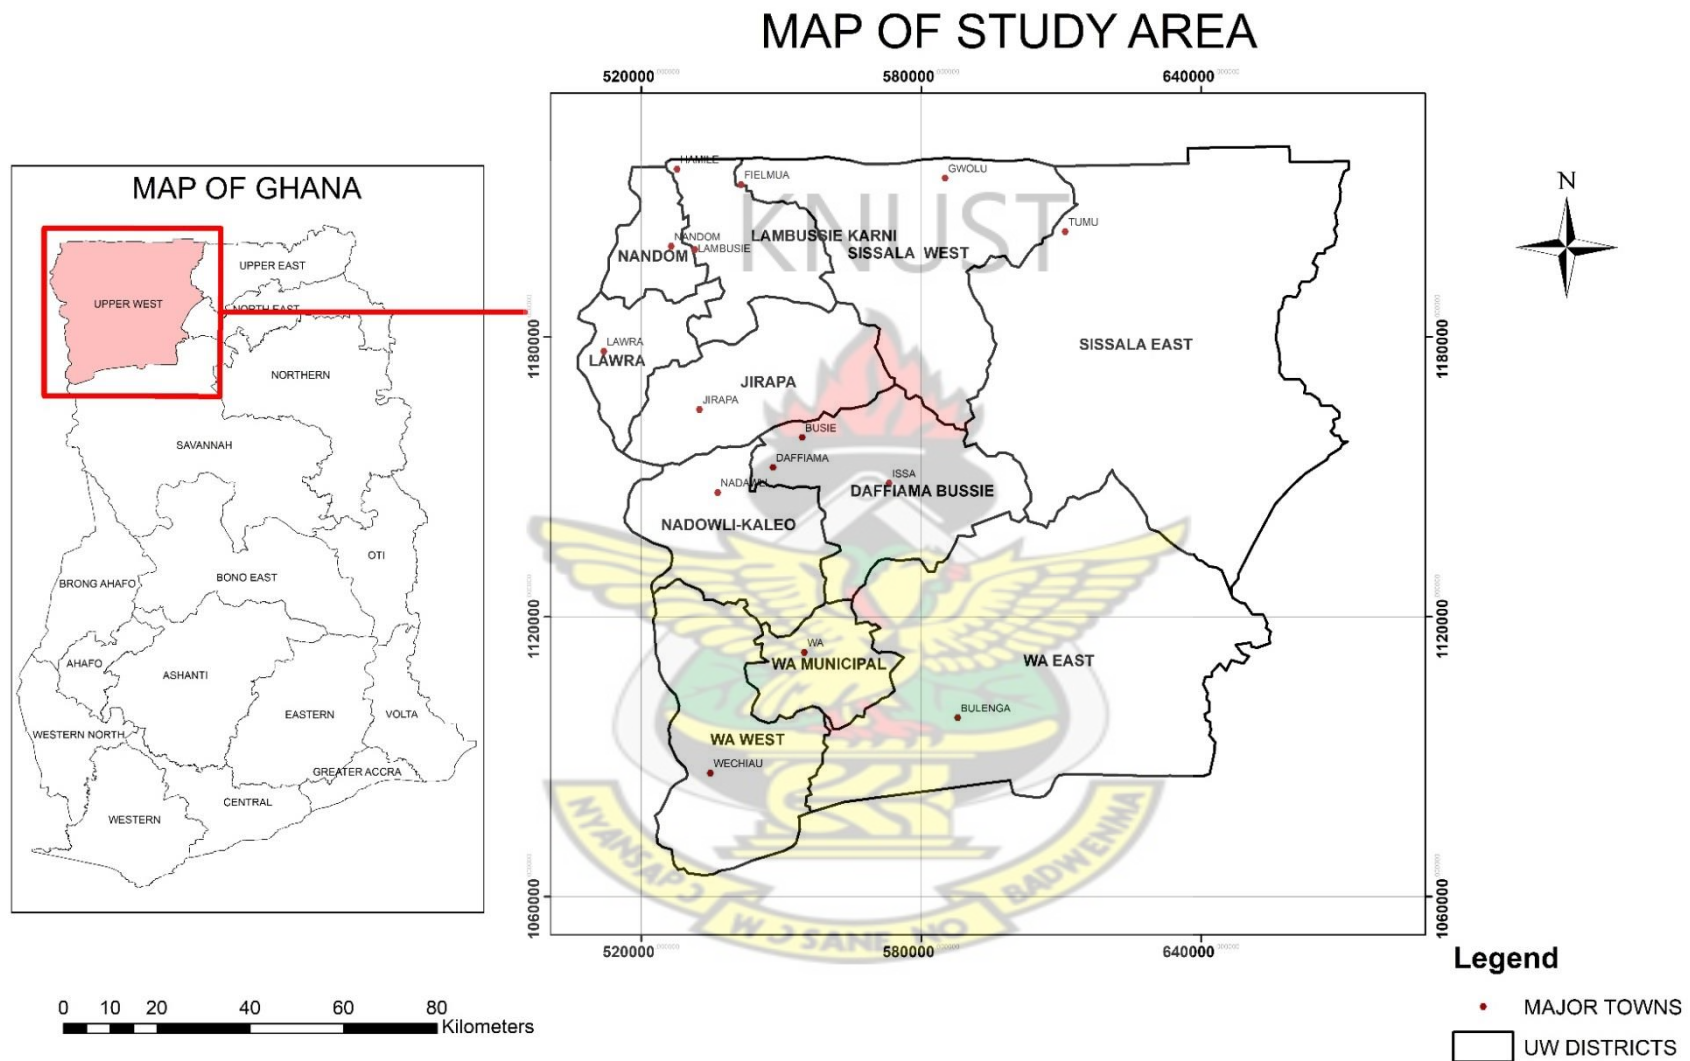 MAP OF STUDY AREA
520000
580000
640000
MAP OF GHANA
UPPER EAST
UPPER WEST
NORTH EAST
NORTHERN
SAVANNAH
OTI
BRONG AHAFO
BONO EAST
AHAFO
ASHANTI
EASTERN
VOLTA
WESTERN NORTH
GREATER ACCRA
CENTRAL
WESTERN
HAMILE
FIELMUA
GWOLU
KNUST
TUMU
NANDOM
LAMBUSIE
NANDOM
LAMBUSSIE KARNI
SISSALA WEST
N
1180000
1180000
LAWRA
LAWRA
SISSALA EAST
JIRAPA
JIRAPA
BUSIE
DAFFIAMA
ISSA
DAFFIAMA BUSSIE
NADAWLI
NADOWLI-KALEO
1120000
1120000
WA
WA MUNICIPAL
WA EAST
BULENGA
WA WEST
WECHIAU
NYANSAPƆ
WƆSANE NO
BADWENMA
1060000
1060000
520000
580000
640000
0 10 20 40 60 80
Kilometers
Legend
MAJOR TOWNS
UW DISTRICTS